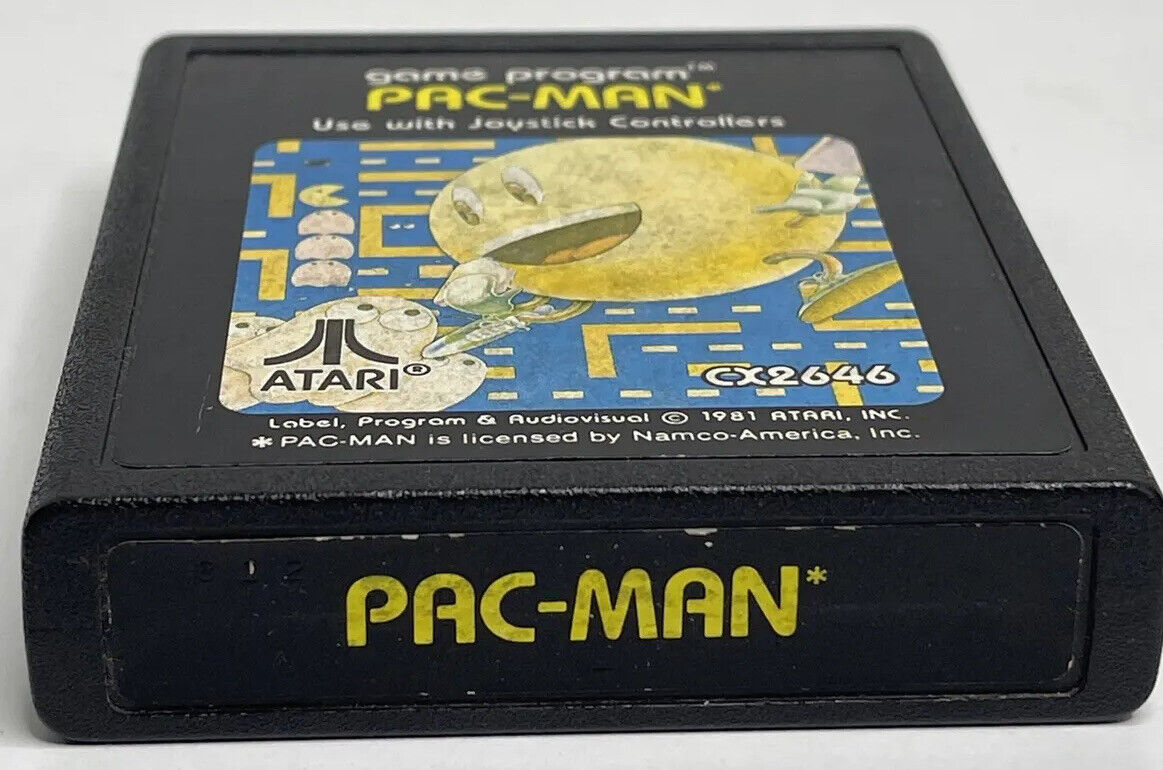 game program™
PAC-MAN*
Use with Joystick Controllers
ATARI®
CX2646
Label, Program & Audiovisual © 1981 ATARI, INC.
* PAC-MAN is licensed by Namco-America, Inc.
PAC-MAN*